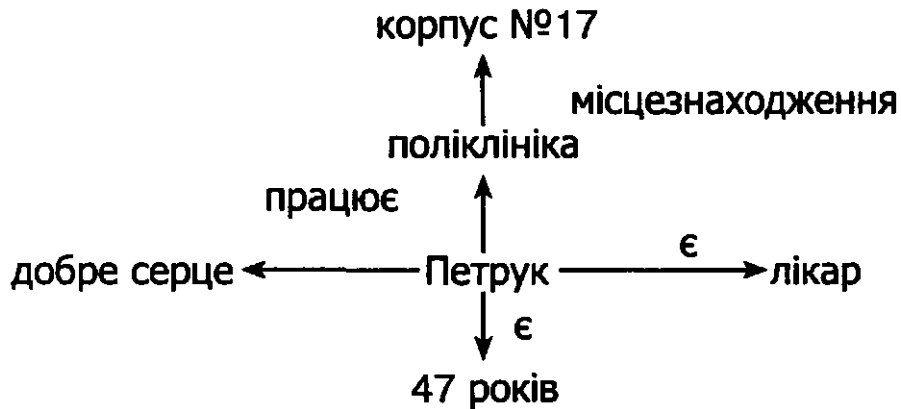 корпус №17
місцезнаходження
поліклініка
працює
добре серце Петрук є лікар
є
47 років